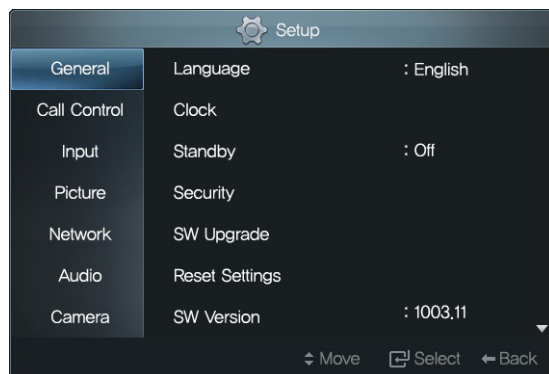 Setup
General Language : English
Call Control Clock
Input Standby : Off
Picture Security
Network SW Upgrade
Audio Reset Settings
Camera SW Version : 1003.11
Move Select Back